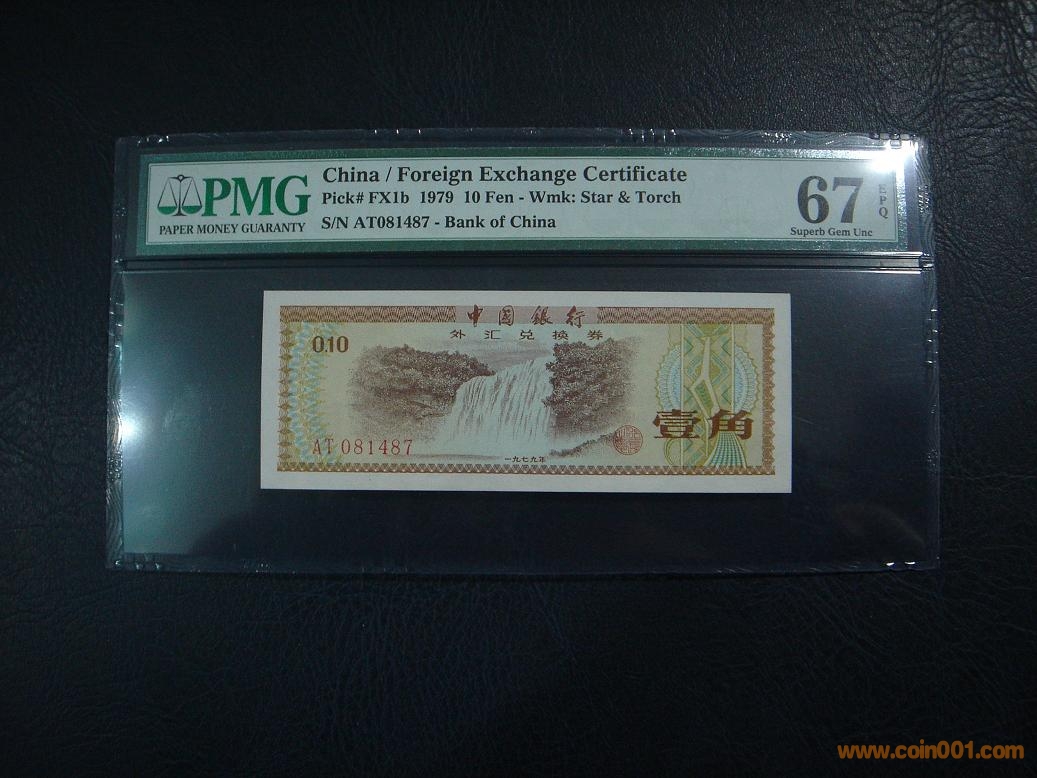 PMG
PAPER MONEY GUARANTY
China / Foreign Exchange Certificate
Pick# FX1b 1979 10 Fen - Wmk: Star & Torch
S/N AT081487 - Bank of China
67
EPQ
Superb Gem Unc
中国银行
外汇兑换券
0.10
壹角
AT 081487
一九七九年
www.coin001.com